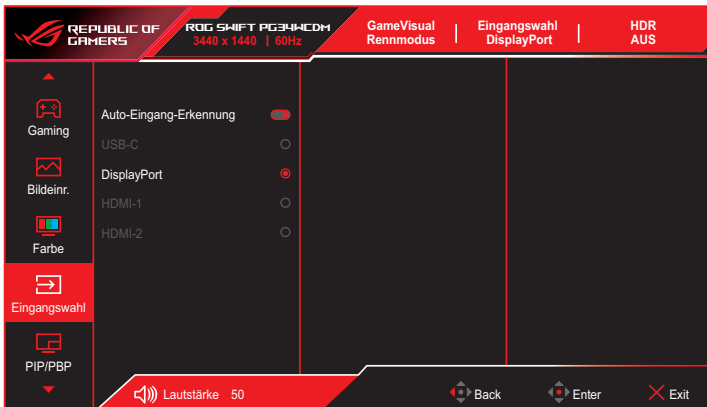 REPUBLIC OF
GAMERS
ROG SWIFT PG34WCDM
3440 x 1440 | 60Hz
GameVisual
Rennmodus
Eingangswahl
DisplayPort
HDR
AUS
Gaming
Bildeinr.
Farbe
Eingangswahl
PIP/PBP
Auto-Eingang-Erkennung
USB-C
DisplayPort
HDMI-1
HDMI-2
Lautstärke 50
Back
Enter
Exit